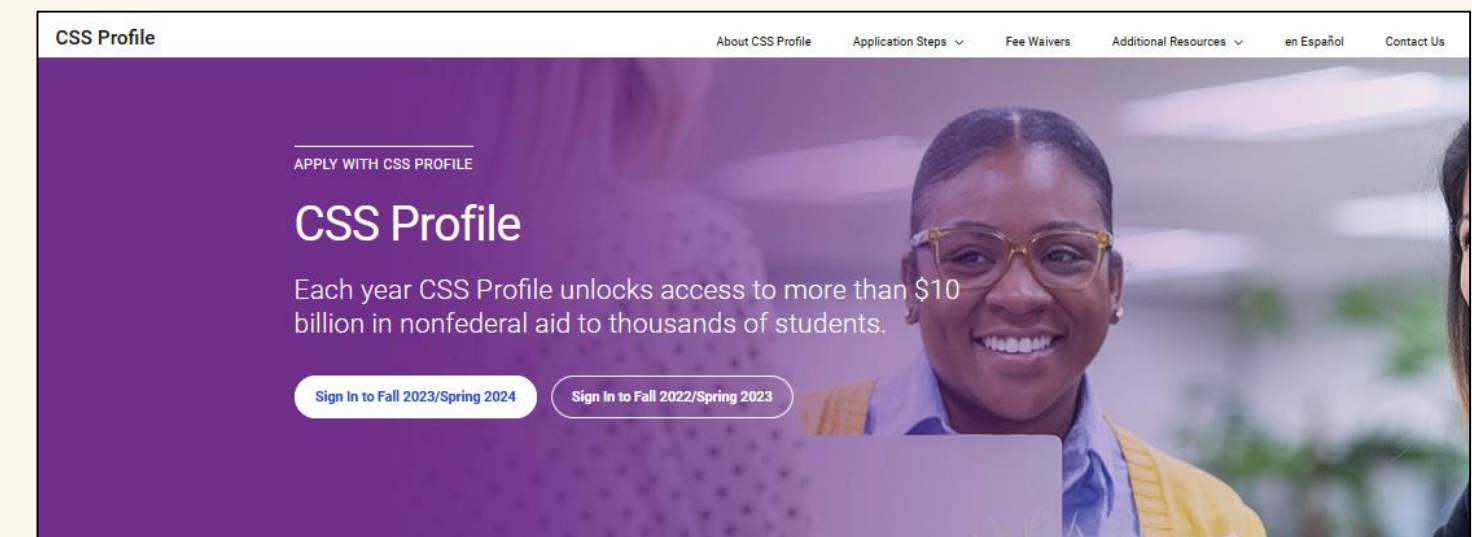 CSS Profile
About CSS Profile
Application Steps
Fee Waivers
Additional Resources
en Español
Contact Us
APPLY WITH CSS PROFILE
CSS Profile
Each year CSS Profile unlocks access to more than $10
billion in nonfederal aid to thousands of students.
Sign In to Fall 2023/Spring 2024
Sign In to Fall 2022/Spring 2023